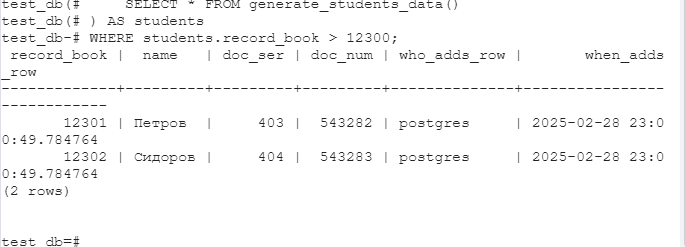 test_db(#     SELECT * FROM generate_students_data()
test_db(# ) AS students
test_db-# WHERE students.record_book > 12300;
 record_book |  name   | doc_ser | doc_num | who_adds_row |       when_adds
_row
-------------+---------+---------+---------+--------------+----------------
------------
       12301 | Петров  |     403 |  543282 | postgres     | 2025-02-28 23:0
0:49.784764
       12302 | Сидоров |     404 |  543283 | postgres     | 2025-02-28 23:0
0:49.784764
(2 rows)
test_db=#